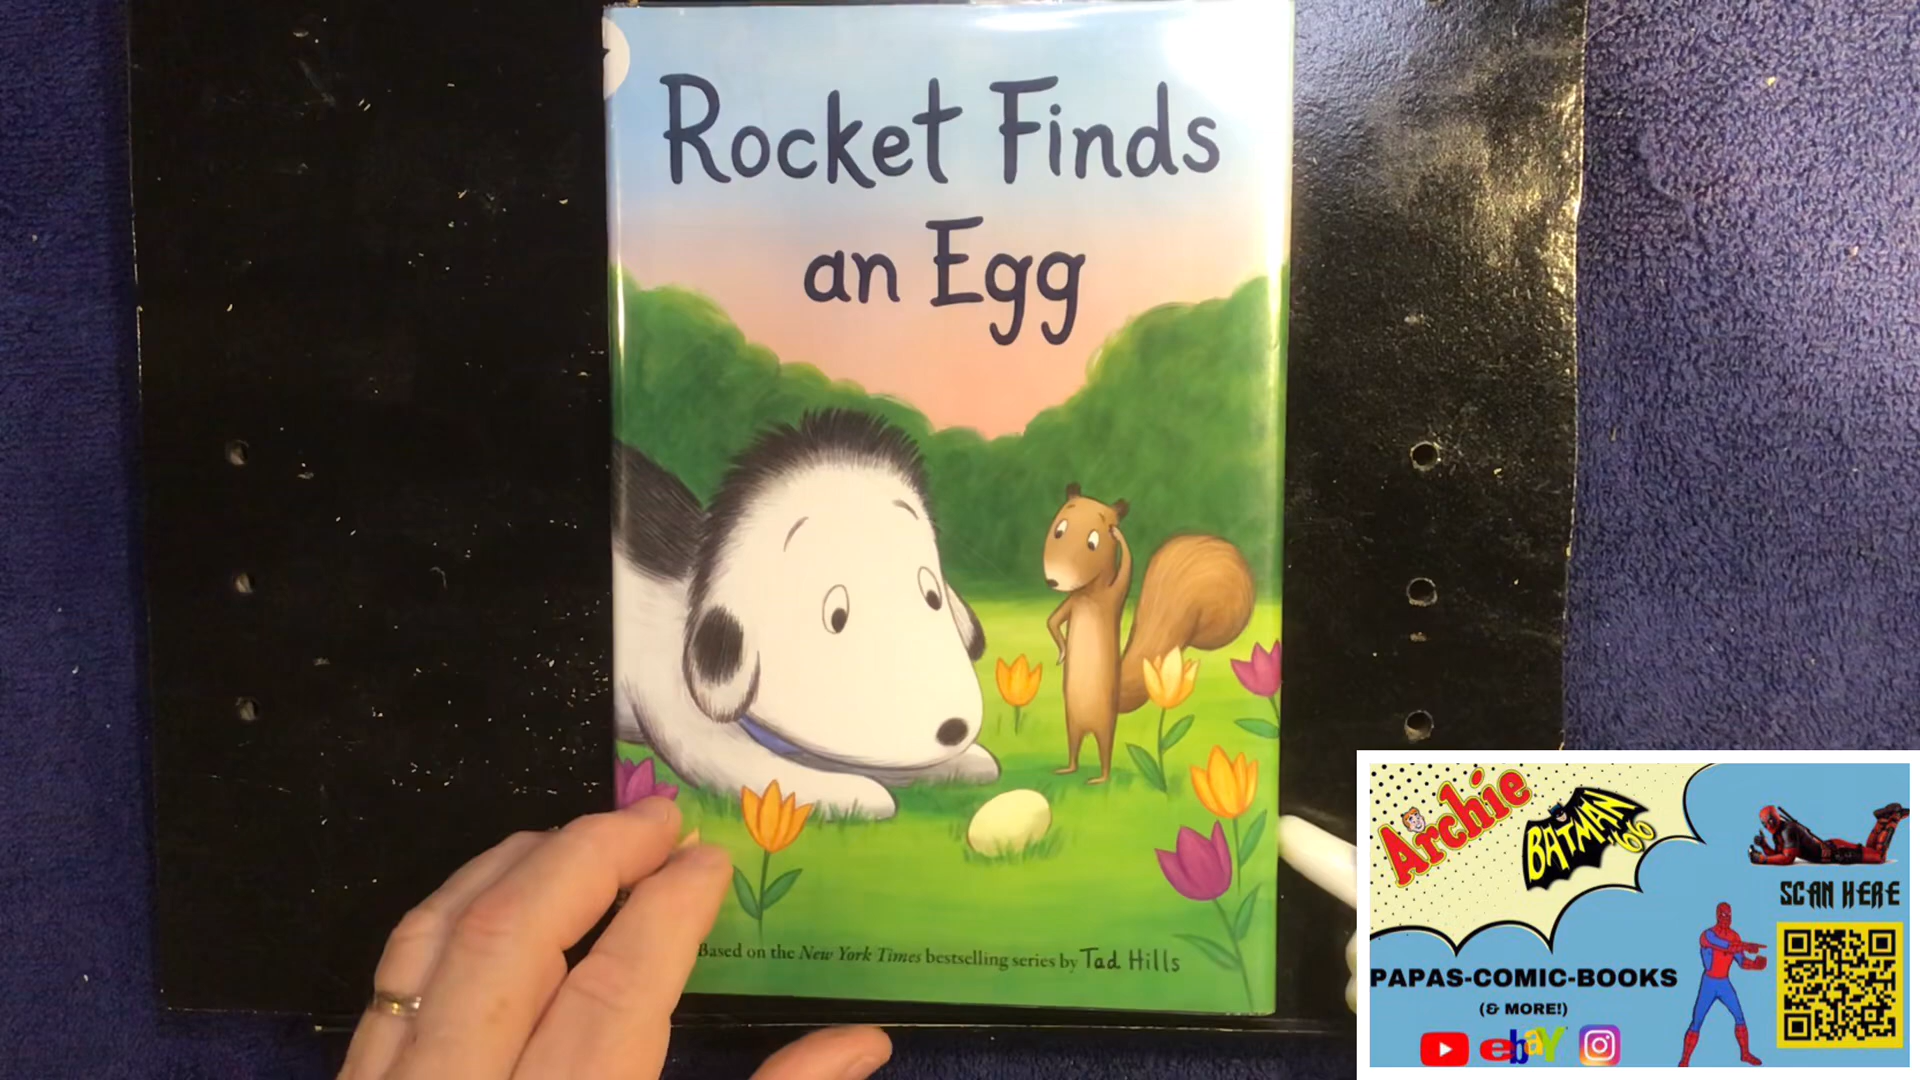 Rocket Finds
an Egg
Based on the New York Times bestselling series by Tad Hills
Archie
BATMAN
66
SCAN HERE
PAPAS-COMIC-BOOKS
(& MORE!)
ebaY